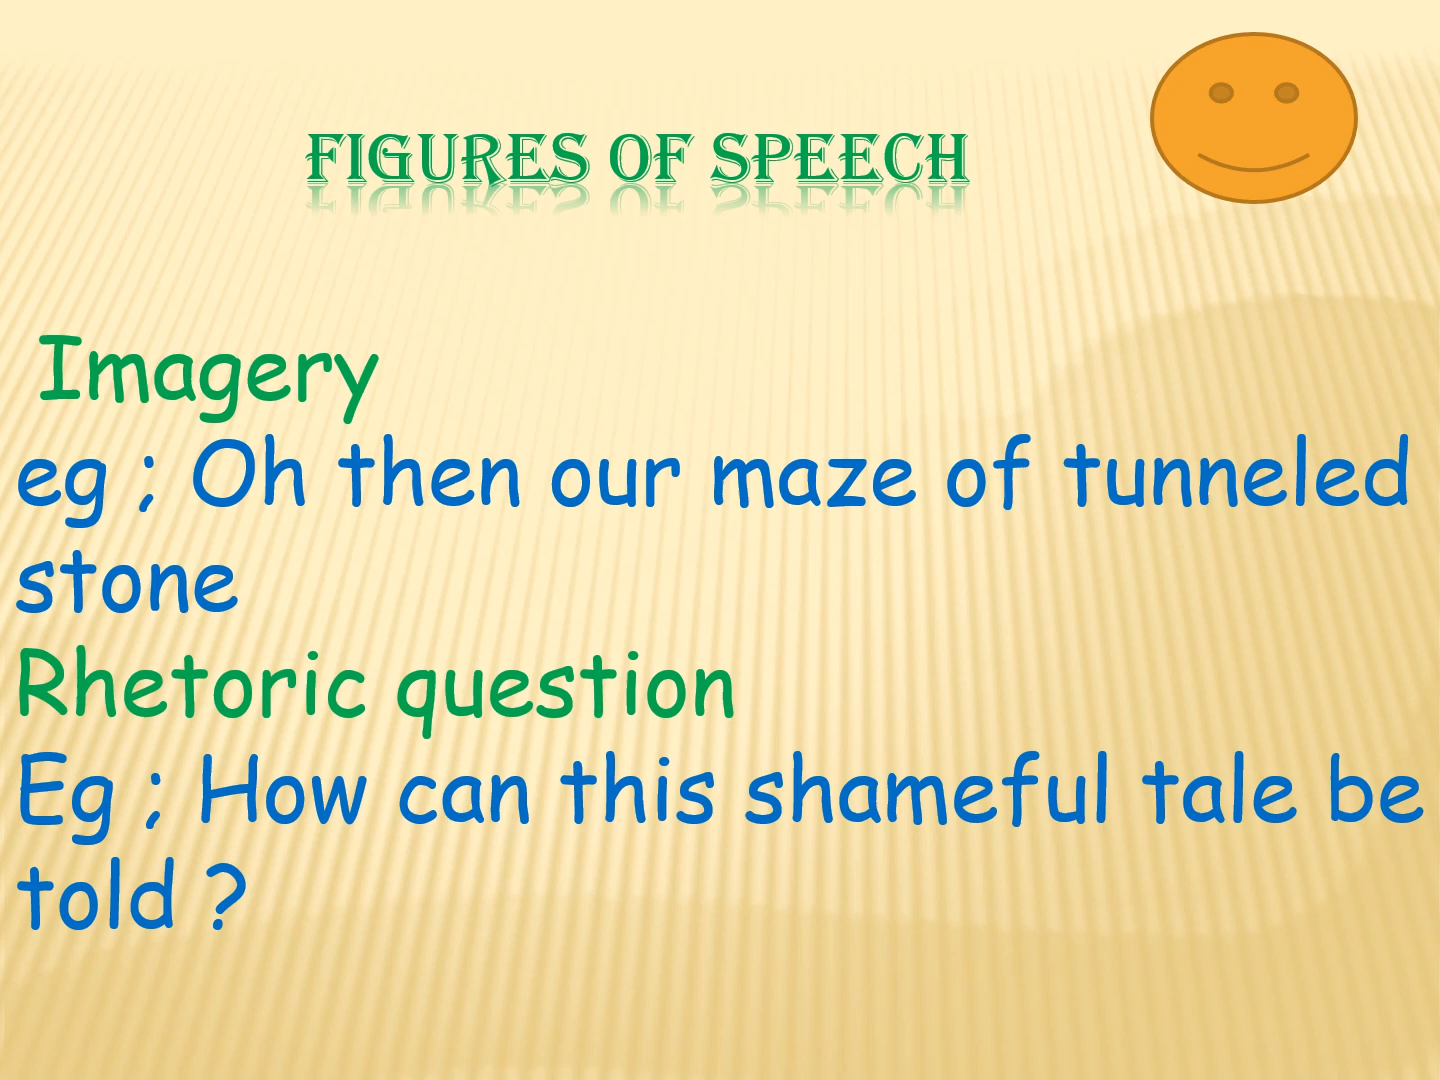 FIGURES OF SPEECH
Imagery
eg ; Oh then our maze of tunneled
stone
Rhetoric question
Eg ; How can this shameful tale be
told ?